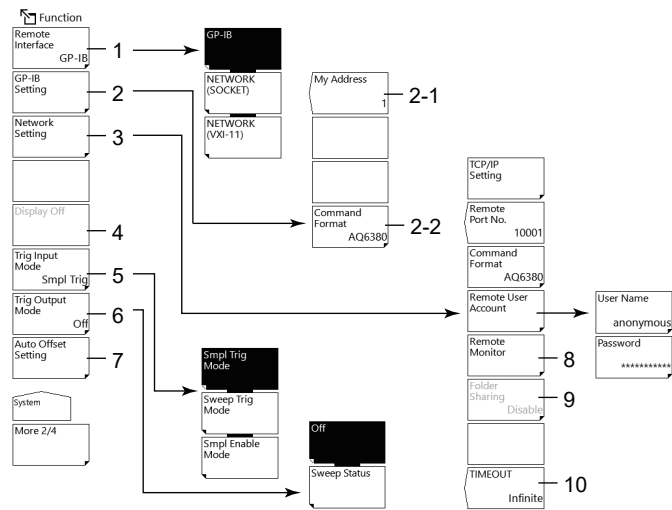 Function
Remote
Interface
GP-IB
1
GP-IB
Setting
2
Network
Setting
3
Display Off
4
Trig Input
Mode
Smpl Trig
5
Trig Output
Mode
Off
6
Auto Offset
Setting
7
System
More 2/4
GP-IB
NETWORK
(SOCKET)
NETWORK
(VXI-11)
My Address
1
2-1
Command
Format
AQ6380
2-2
Smpl Trig
Mode
Sweep Trig
Mode
Smpl Enable
Mode
Off
Sweep Status
TCP/IP
Setting
Remote
Port No.
10001
Command
Format
AQ6380
Remote User
Account
Remote
Monitor
8
Folder
Sharing
Disable
9
TIMEOUT
Infinite
10
User Name
anonymous
Password
***********